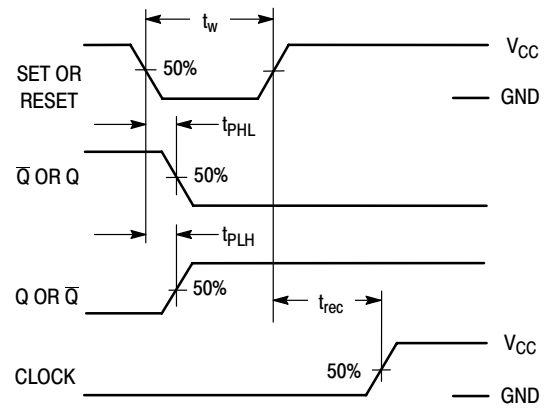 tw
VCC
50%
SET OR
RESET
GND
tPHL
Q̅ OR Q
50%
tPLH
Q OR Q̅
50%
trec
VCC
50%
CLOCK
GND